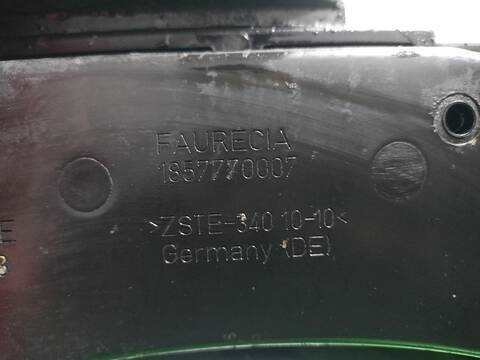 FAURECIA
1857770007
>ZSTE-340 10-10<
Germany (DE)